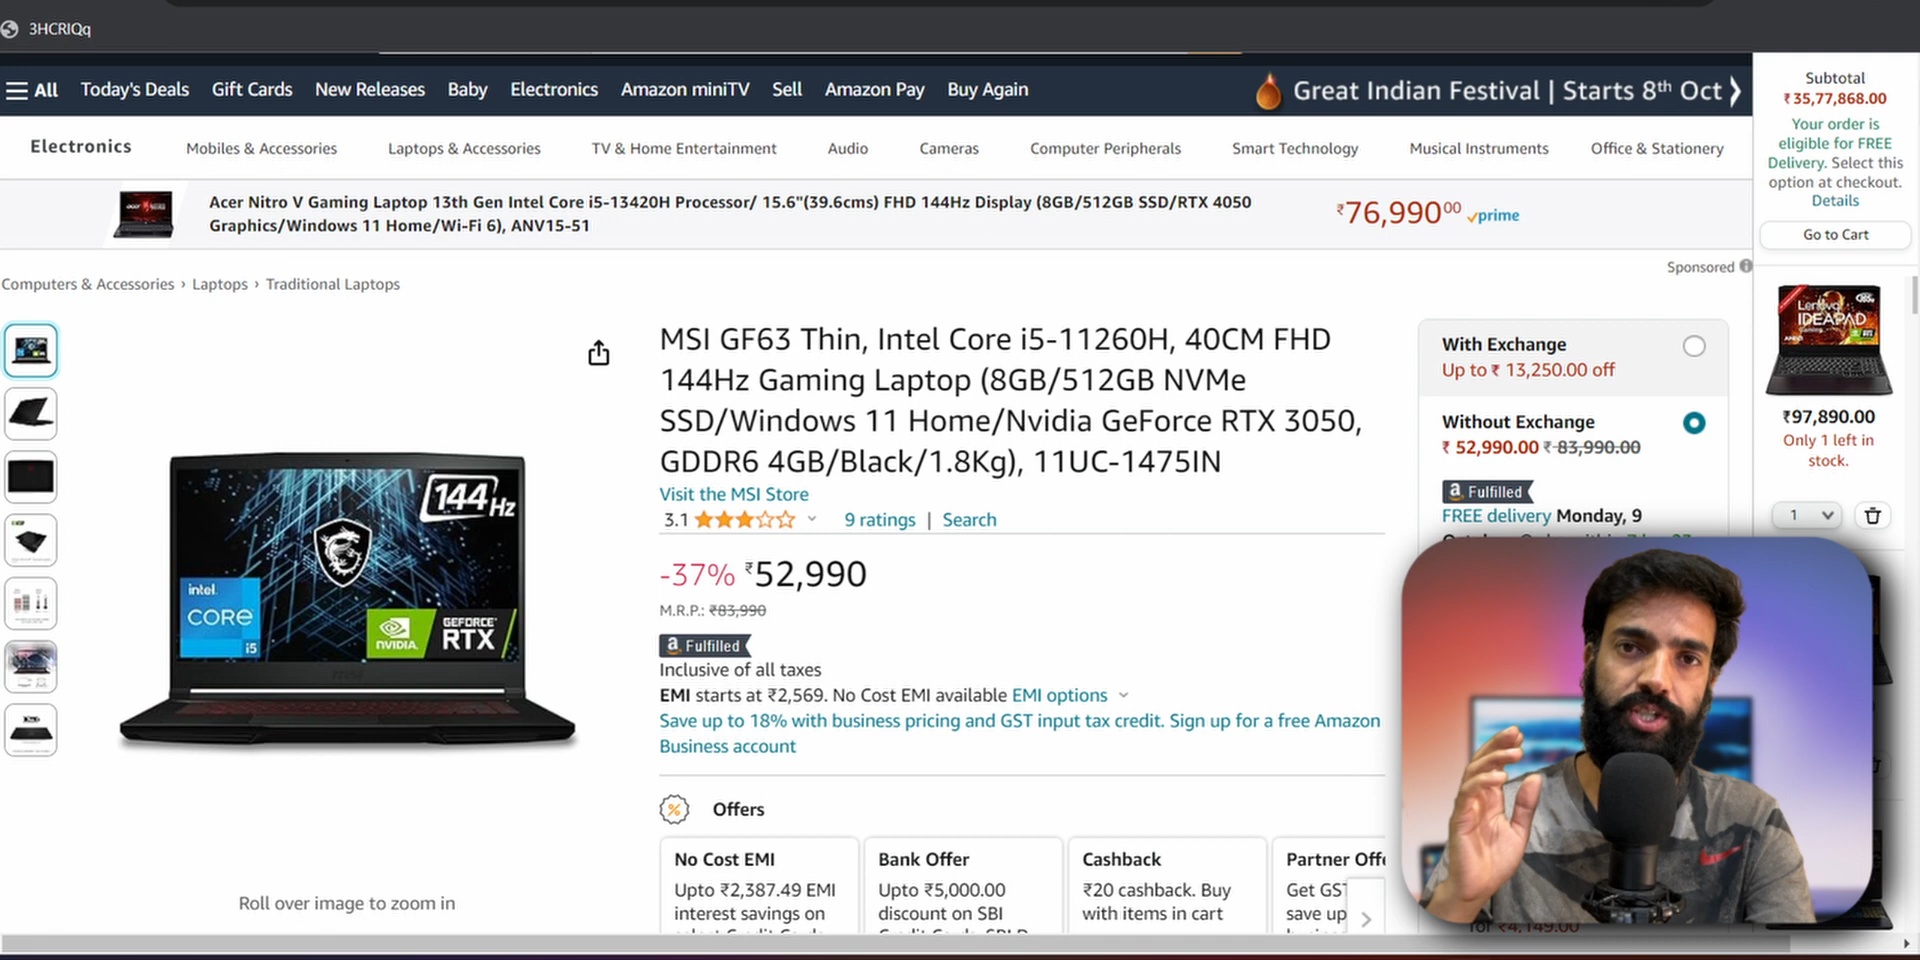 3HCRIQq
All Today's Deals Gift Cards New Releases Baby Electronics Amazon miniTV Sell Amazon Pay Buy Again
Great Indian Festival | Starts 8th Oct
Electronics Mobiles & Accessories Laptops & Accessories TV & Home Entertainment Audio Cameras Computer Peripherals Smart Technology Musical Instruments Office & Stationery
Acer Nitro V Gaming Laptop 13th Gen Intel Core i5-13420H Processor/ 15.6"(39.6cms) FHD 144Hz Display (8GB/512GB SSD/RTX 4050
Graphics/Windows 11 Home/Wi-Fi 6), ANV15-51
₹76,99000 prime
Sponsored
Computers & Accessories › Laptops › Traditional Laptops
144Hz
intel
CORE
i5
NVIDIA
GEFORCE
RTX
Roll over image to zoom in
MSI GF63 Thin, Intel Core i5-11260H, 40CM FHD
144Hz Gaming Laptop (8GB/512GB NVMe
SSD/Windows 11 Home/Nvidia GeForce RTX 3050,
GDDR6 4GB/Black/1.8Kg), 11UC-1475IN
Visit the MSI Store
3.1 9 ratings | Search
-37% ₹52,990
M.R.P.: ₹83,990
a Fulfilled
Inclusive of all taxes
EMI starts at ₹2,569. No Cost EMI available EMI options
Save up to 18% with business pricing and GST input tax credit. Sign up for a free Amazon
Business account
Offers
No Cost EMI
Upto ₹2,387.49 EMI
interest savings on
Bank Offer
Upto ₹5,000.00
discount on SBI
Cashback
₹20 cashback. Buy
with items in cart
Partner
Get
save up
With Exchange
Up to ₹ 13,250.00 off
Without Exchange
₹ 52,990.00 ₹ 83,990.00
a Fulfilled
FREE delivery Monday, 9
Subtotal
₹35,77,868.00
Your order is
eligible for FREE
Delivery. Select this
option at checkout.
Details
Go to Cart
Lenovo
IDEAPAD
₹97,890.00
Only 1 left in
stock.
1
for ₹4,149.00